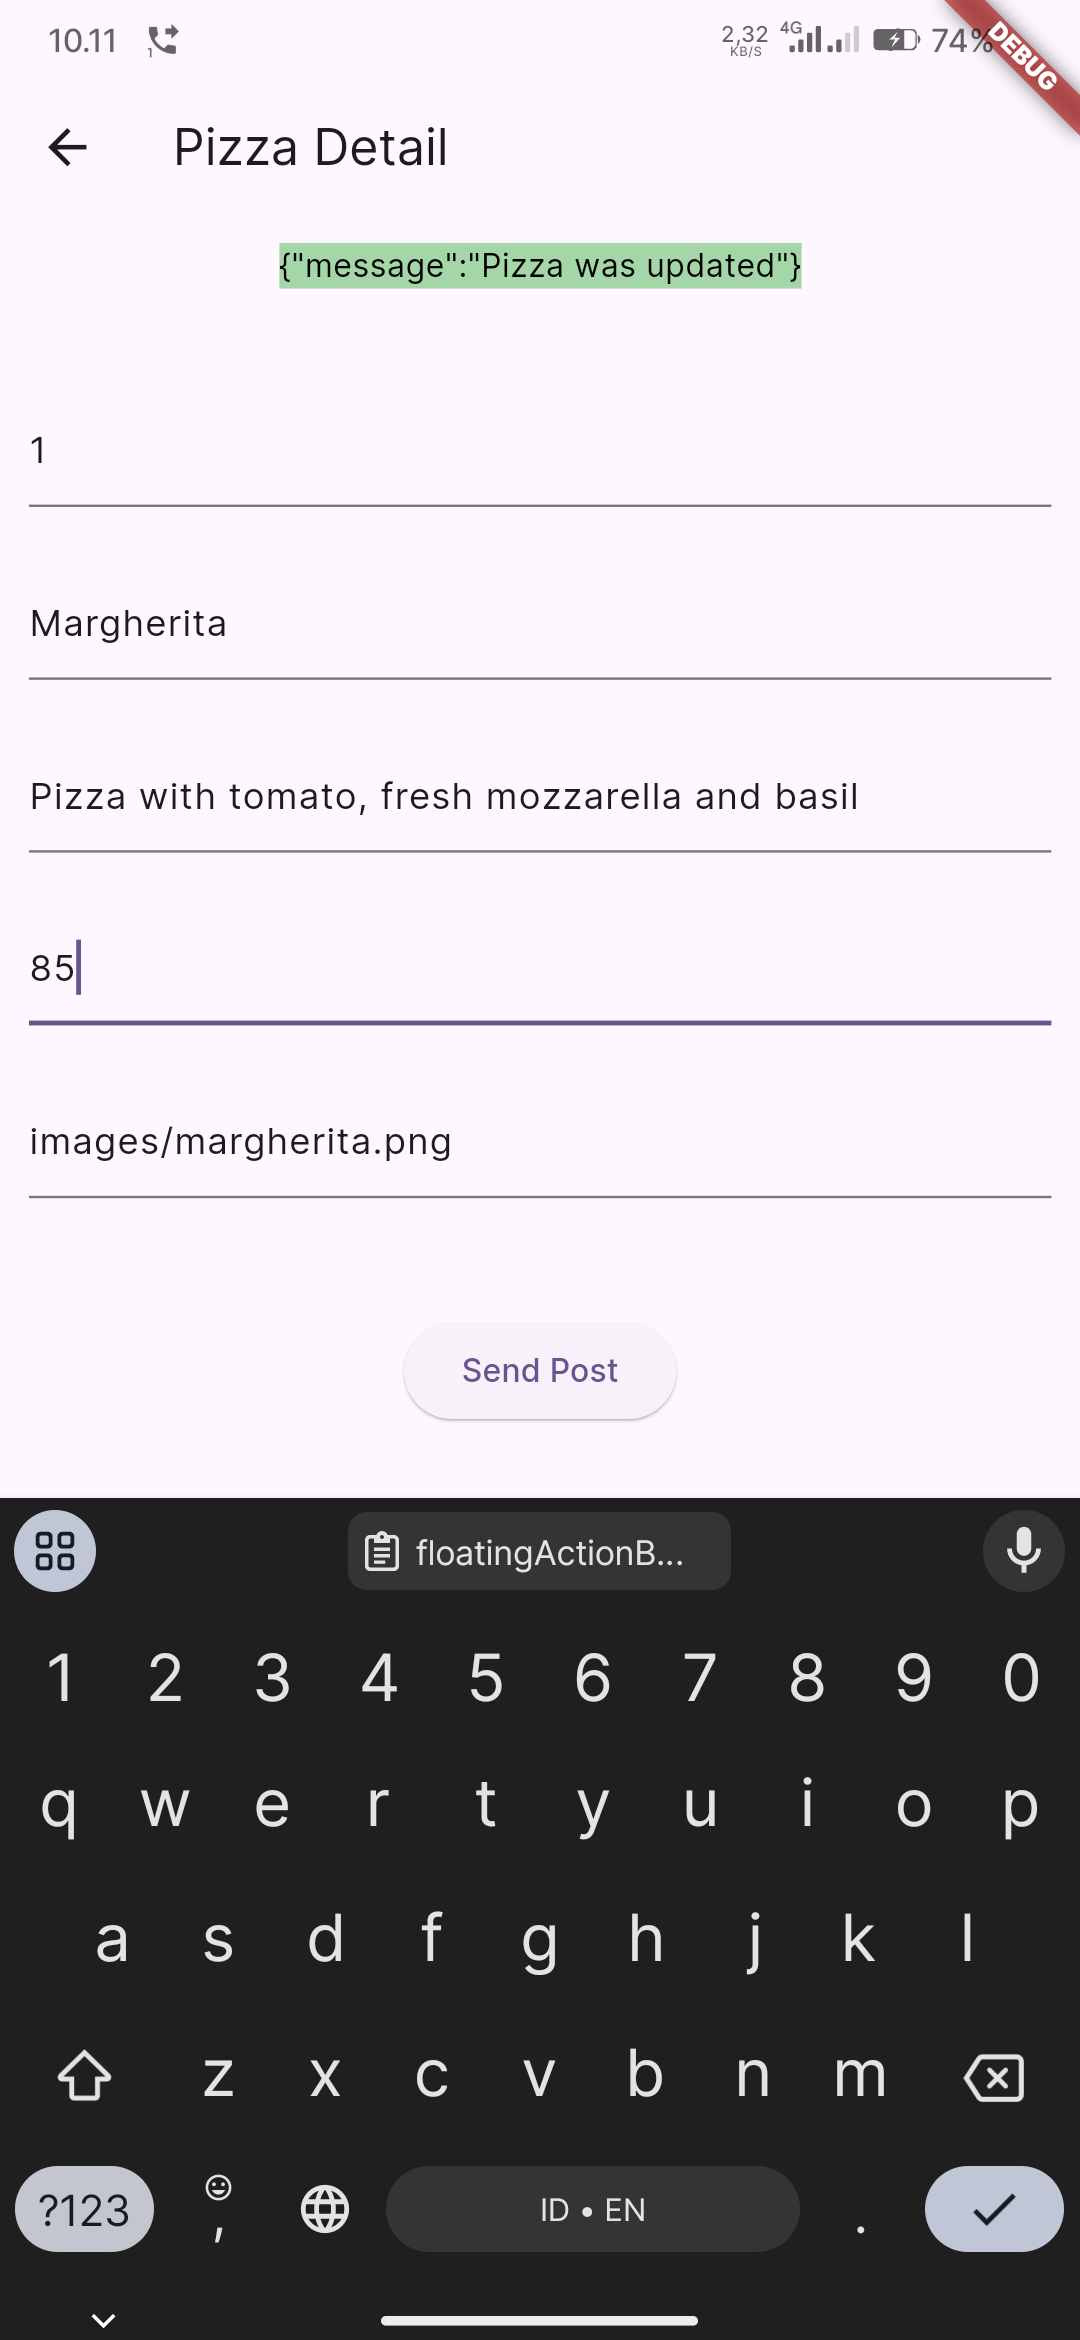 10.11
1
2,32
KB/S
4G
74%
DEBUG
Pizza Detail
{"message":"Pizza was updated"}
1
Margherita
Pizza with tomato, fresh mozzarella and basil
85
images/margherita.png
Send Post
floatingActionB...
1 2 3 4 5 6 7 8 9 0
q w e r t y u i o p
a s d f g h j k l
z x c v b n m
?123 , ID • EN .